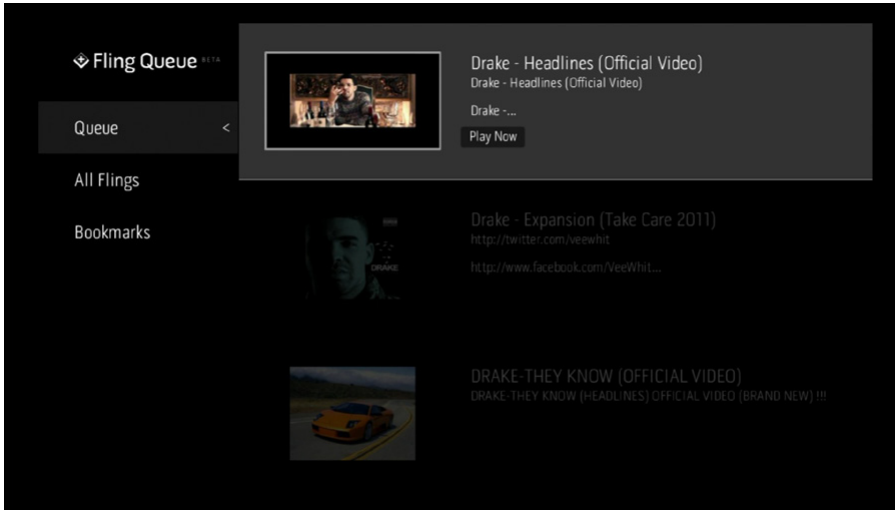 Fling Queue BETA
Queue <
All Flings
Bookmarks
Drake - Headlines (Official Video)
Drake - Headlines (Official Video)
Drake -...
Play Now
DRAKE
Drake - Expansion (Take Care 2011)
http://twitter.com/veewhit
http://www.facebook.com/VeeWhit...
DRAKE-THEY KNOW (OFFICIAL VIDEO)
DRAKE-THEY KNOW (HEADLINES) OFFICIAL VIDEO (BRAND NEW) !!!